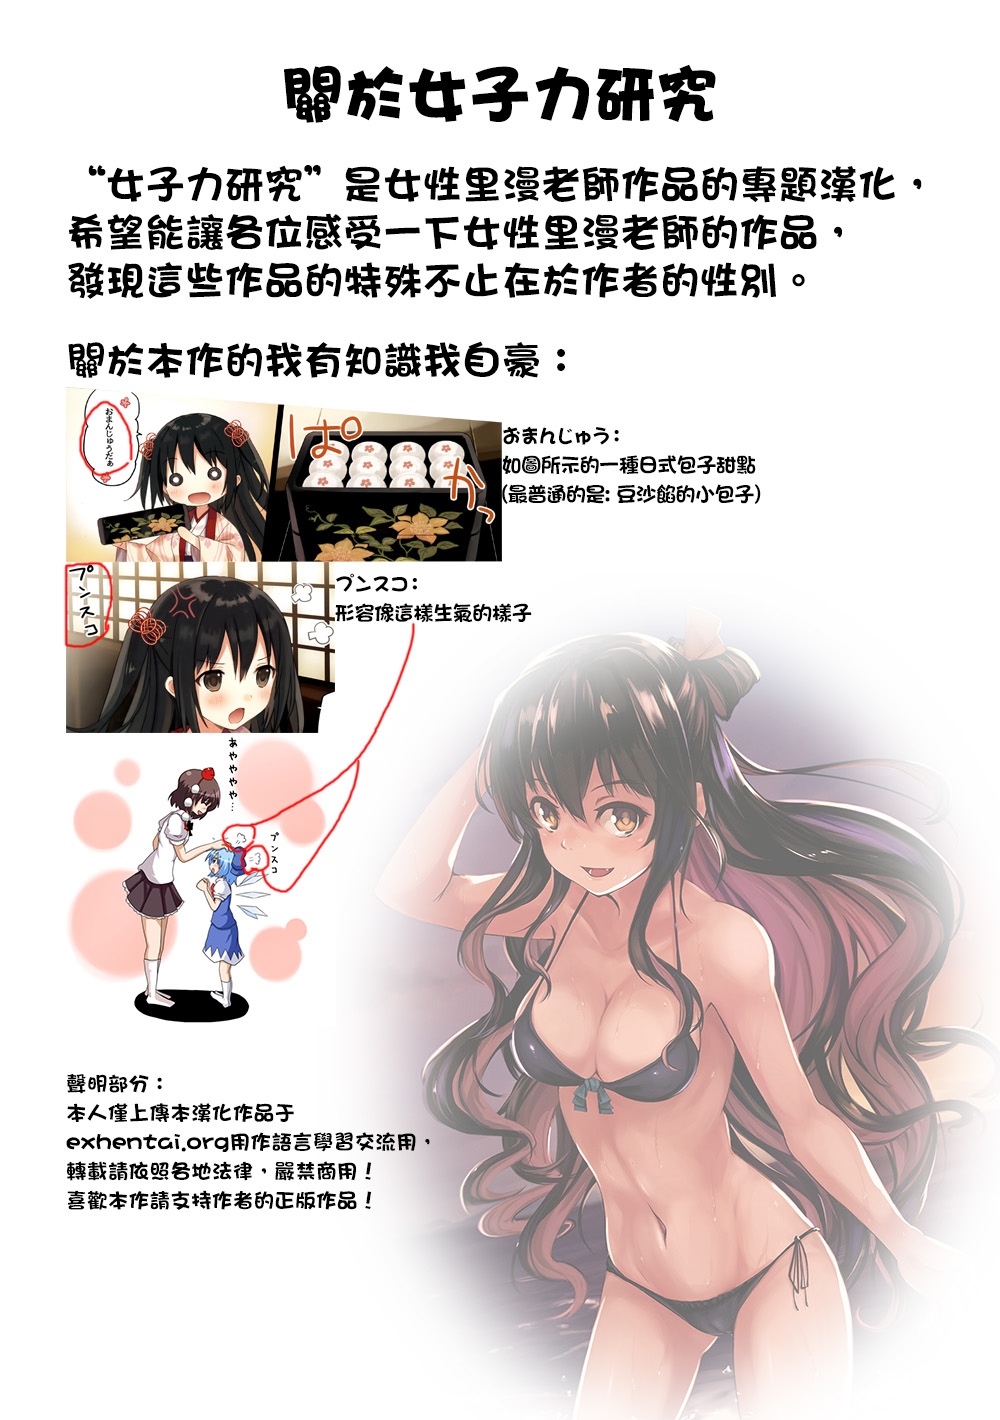 關於女子力研究
“女子力研究”是女性里漫老師作品的專題漢化，
希望能讓各位感受一下女性里漫老師的作品，
發現這些作品的特殊不止在於作者的性別。
關於本作的我有知識我自豪：
おまんじゅうだぁ
ぱかっ
おまんじゅう：
如圖所示的一種日式包子甜點
（最普通的是：豆沙餡的小包子）
プンスコ
プンスコ：
形容像這樣生氣的樣子
あやややや…
プンスコ
聲明部分：
本人僅上傳本漢化作品于
exhentai.org用作語言學習交流用，
轉載請依照各地法律，嚴禁商用！
喜歡本作請支持作者的正版作品！